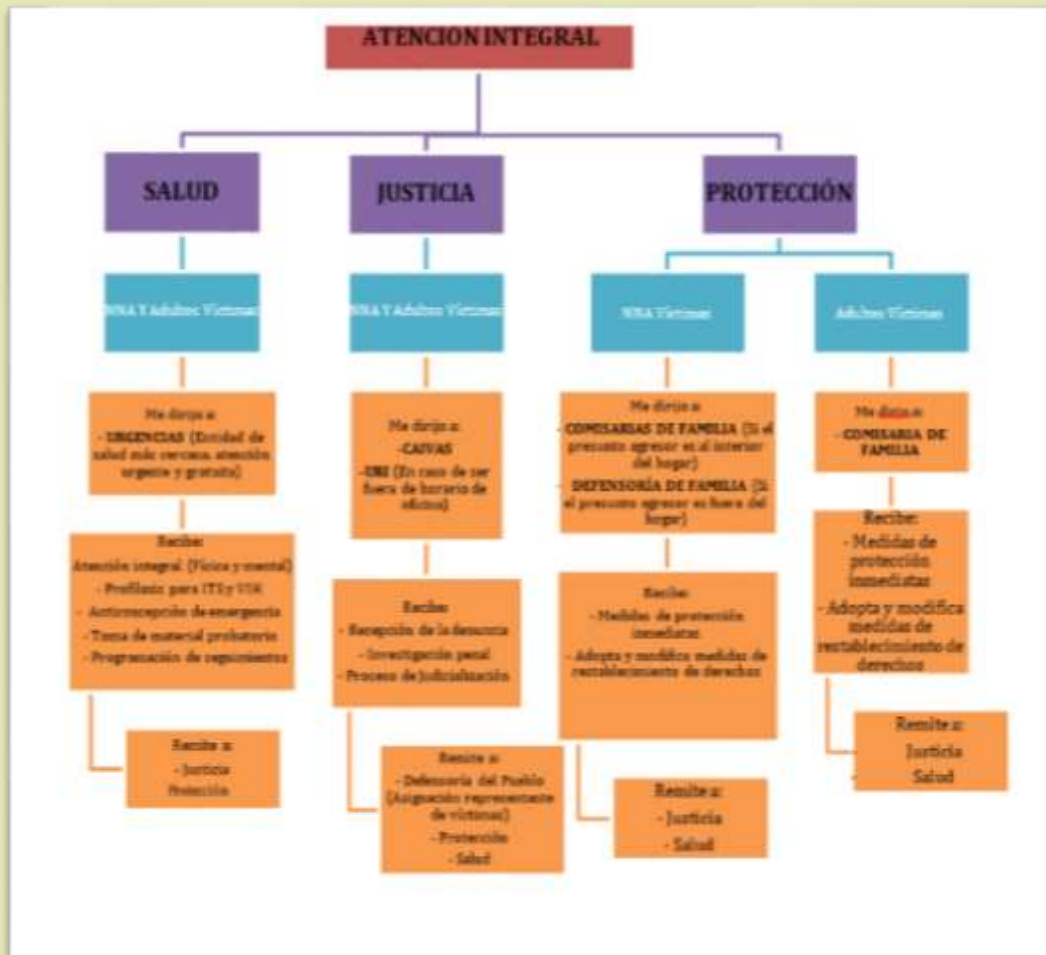 ATENCION INTEGRAL
SALUD
NNA Y Adultos Víctimas
Me dirijo a:
- URGENCIAS (Entidad de
salud más cercana, atención
urgente y gratuita)
Recibe:
Atención integral (Física y mental)
- Profilaxis para ITS y VIH
- Anticoncepción de emergencia
- Toma de material probatorio
- Programación de seguimientos
Remite a:
- Justicia
Protección
JUSTICIA
NNA Y Adultos Víctimas
Me dirijo a:
- CAIVAS
- URI (En caso de ser
fuera de horario de
oficina)
Recibe:
- Recepción de la denuncia
- Investigación penal
- Proceso de Judicialización
Remite a:
- Defensoría del Pueblo
(Asignación representante
de víctimas)
- Protección
- Salud
PROTECCIÓN
NNA Víctimas
Me dirijo a:
- COMISARIAS DE FAMILIA (Si el
presunto agresor es al interior
del hogar)
- DEFENSORÍA DE FAMILIA (Si
el presunto agresor es fuera del
hogar)
Recibe:
- Medidas de protección
inmediatas
- Adopta y modifica medidas de
restablecimiento de derechos
Remite a:
- Justicia
- Salud
Adultos Víctimas
Me dirijo a:
- COMISARIA DE
FAMILIA
Recibe:
- Medidas de
protección
inmediatas
- Adopta y modifica
medidas de
restablecimiento de
derechos
Remite a:
Justicia
Salud